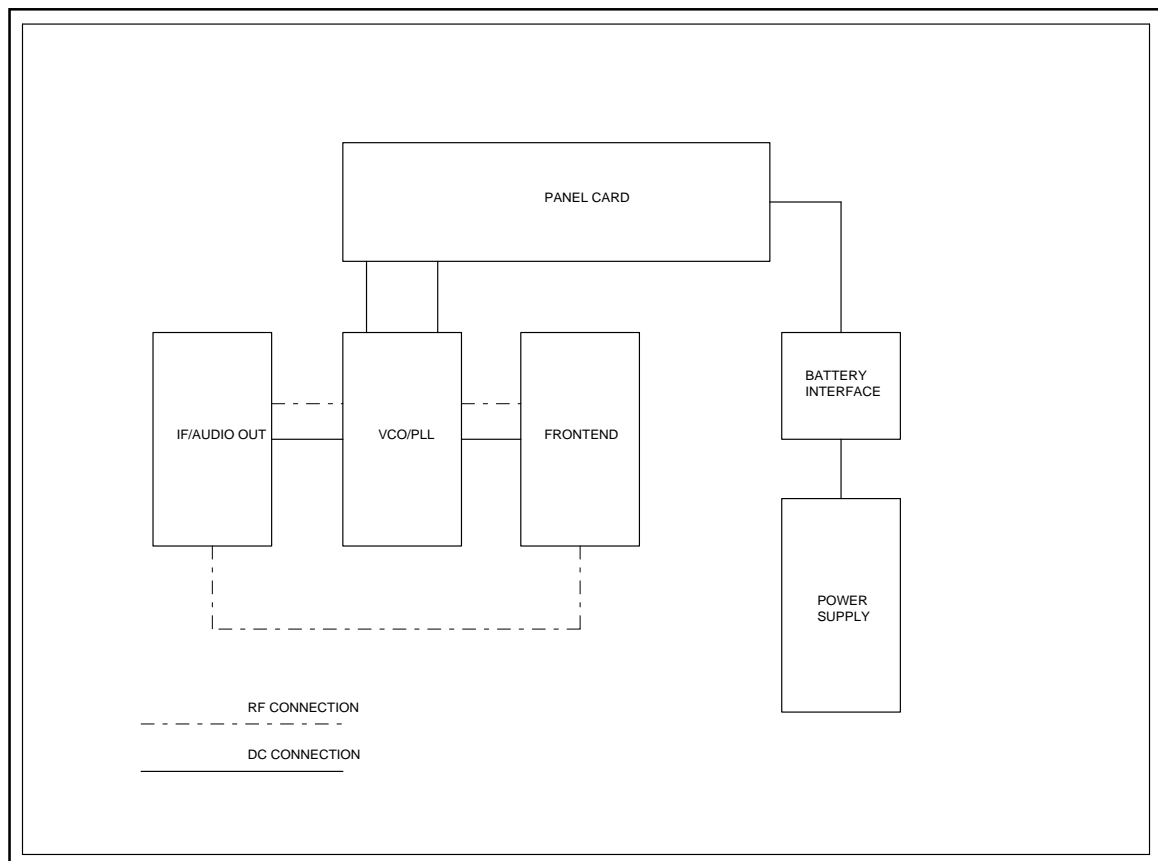 PANEL CARD
BATTERY
INTERFACE
IF/AUDIO OUT
VCO/PLL
FRONTEND
POWER
SUPPLY
RF CONNECTION
DC CONNECTION